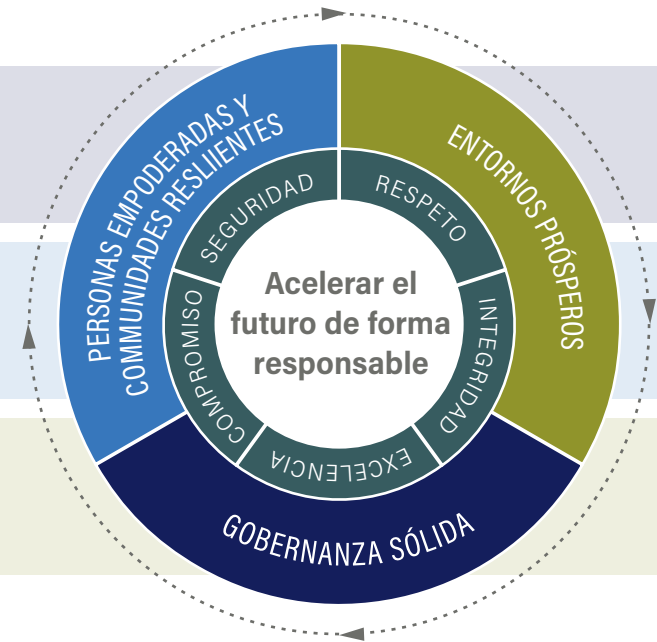 PERSONAS EMPODERADAS Y
COMMUNIDADES RESLIIENTES
ENTORNOS PRÓSPEROS
GOBERNANZA SÓLIDA
SEGURIDAD
RESPETO
INTEGRIDAD
EXCELENCIA
COMPROMISO
Acelerar el
futuro de forma
responsable